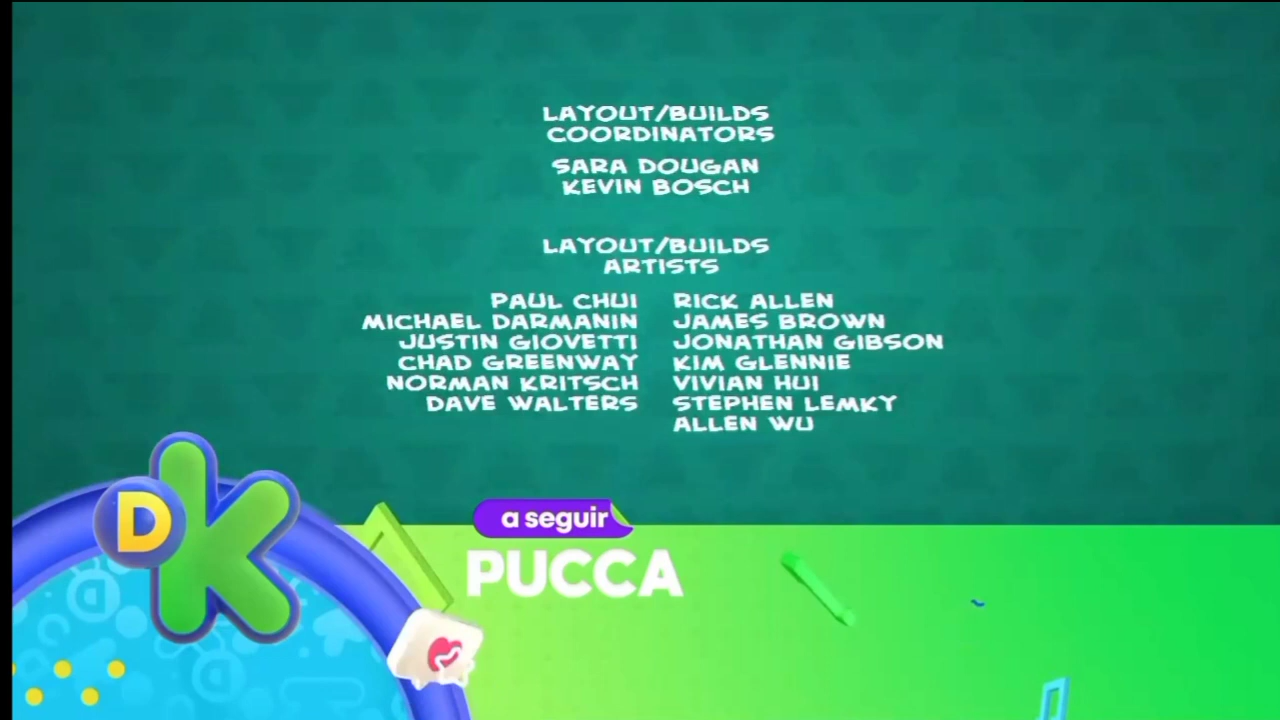 LAYOUT/BUILDS
COORDINATORS
SARA DOUGAN
KEVIN BOSCH
LAYOUT/BUILDS
ARTISTS
PAUL CHUI
MICHAEL DARMANIN
JUSTIN GIOVETTI
CHAD GREENWAY
NORMAN KRITSCH
DAVE WALTERS
RICK ALLEN
JAMES BROWN
JONATHAN GIBSON
KIM GLENNIE
VIVIAN HUI
STEPHEN LEMKY
ALLEN WU
DK
a seguir
PUCCA